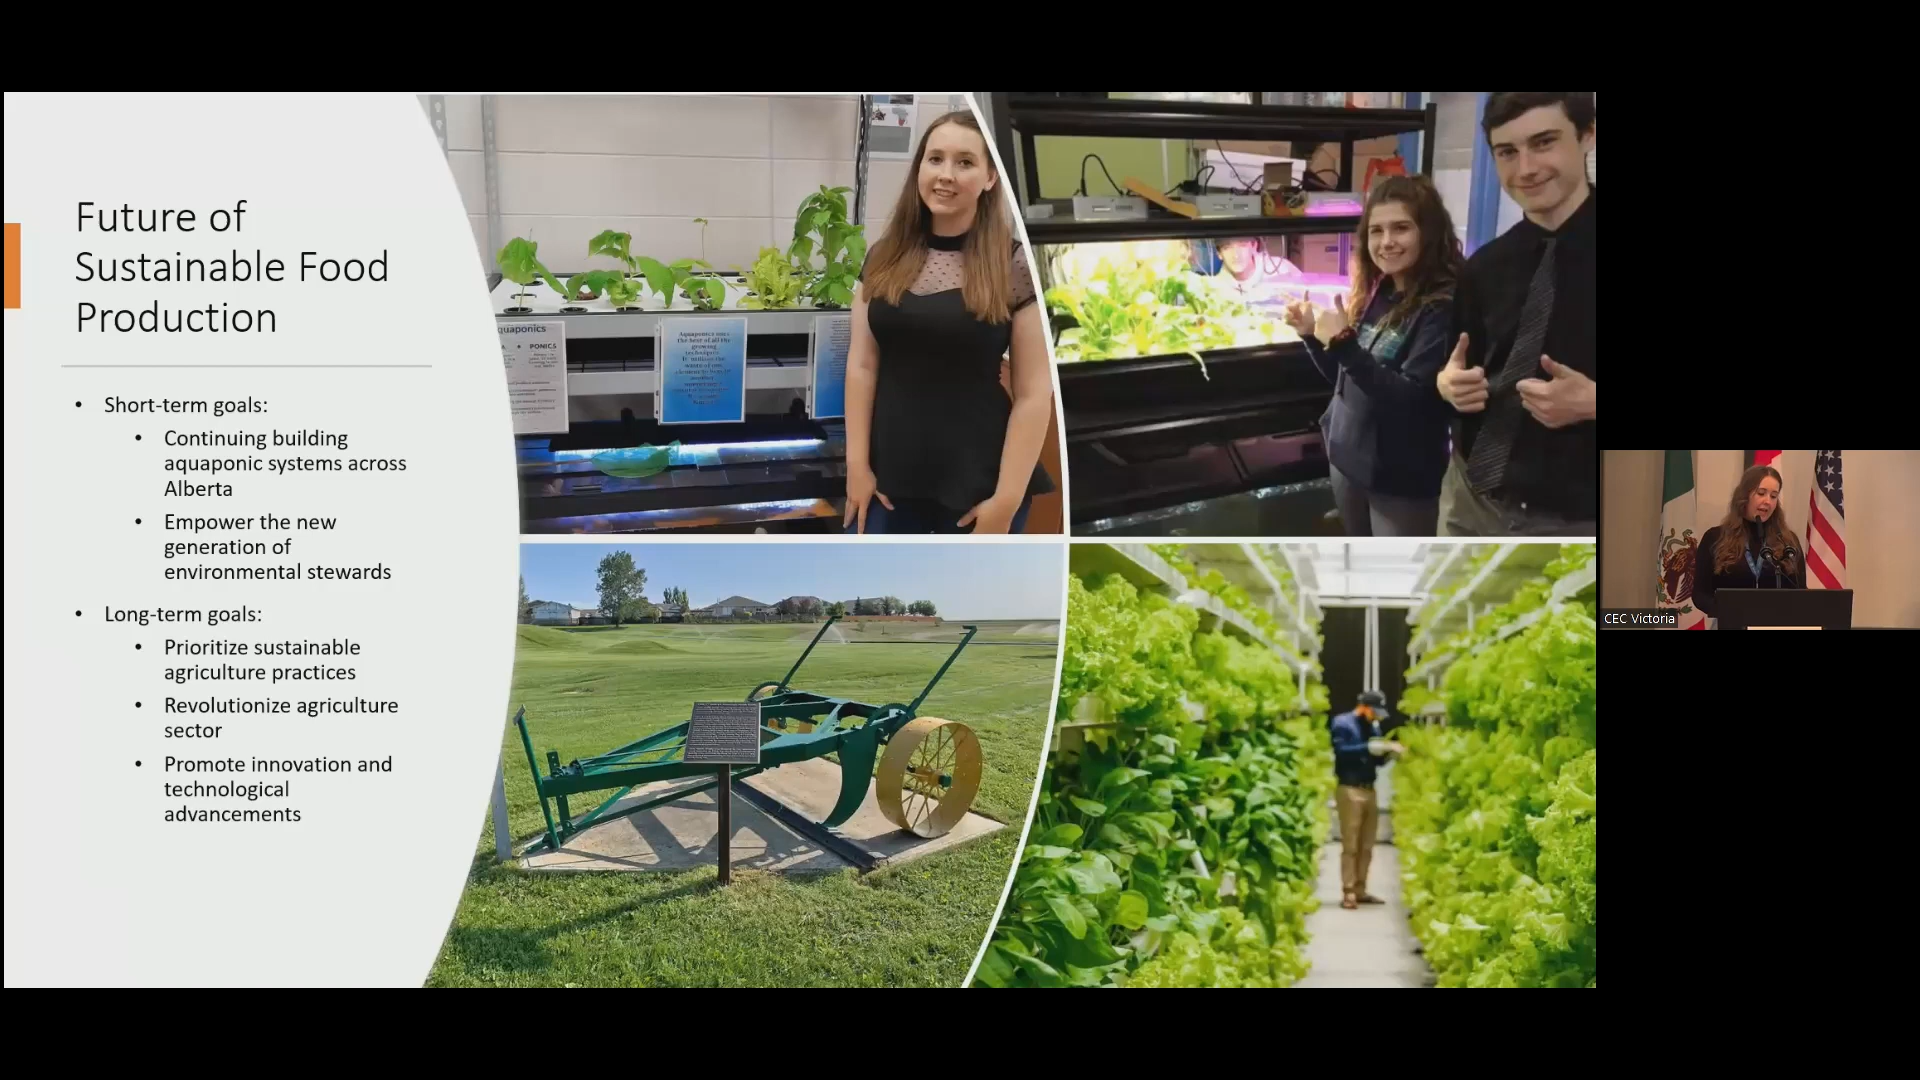 Future of
Sustainable Food
Production
• Short-term goals:
• Continuing building
aquaponic systems across
Alberta
• Empower the new
generation of
environmental stewards
• Long-term goals:
• Prioritize sustainable
agriculture practices
• Revolutionize agriculture
sector
• Promote innovation and
technological
advancements
PONICS
CEC Victoria